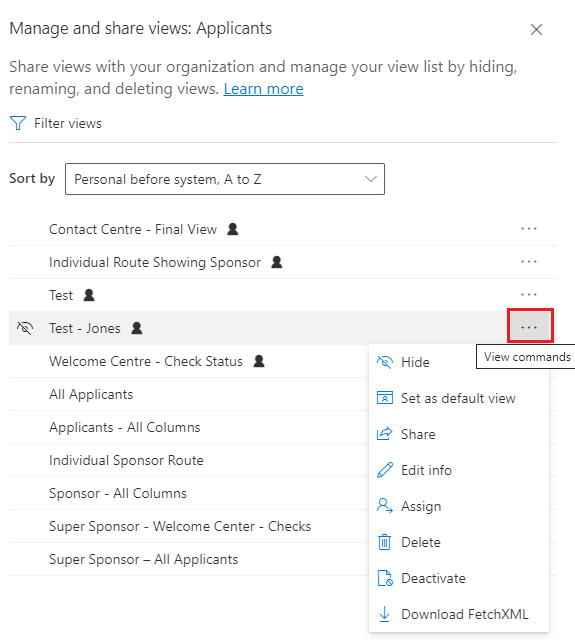 Manage and share views: Applicants
Share views with your organization and manage your view list by hiding,
renaming, and deleting views. Learn more
Filter views
Sort by
Personal before system, A to Z
Contact Centre - Final View
Individual Route Showing Sponsor
Test
Test - Jones
View commands
Welcome Centre - Check Status
All Applicants
Applicants - All Columns
Individual Sponsor Route
Sponsor - All Columns
Super Sponsor - Welcome Center - Checks
Super Sponsor – All Applicants
Hide
Set as default view
Share
Edit info
Assign
Delete
Deactivate
Download FetchXML